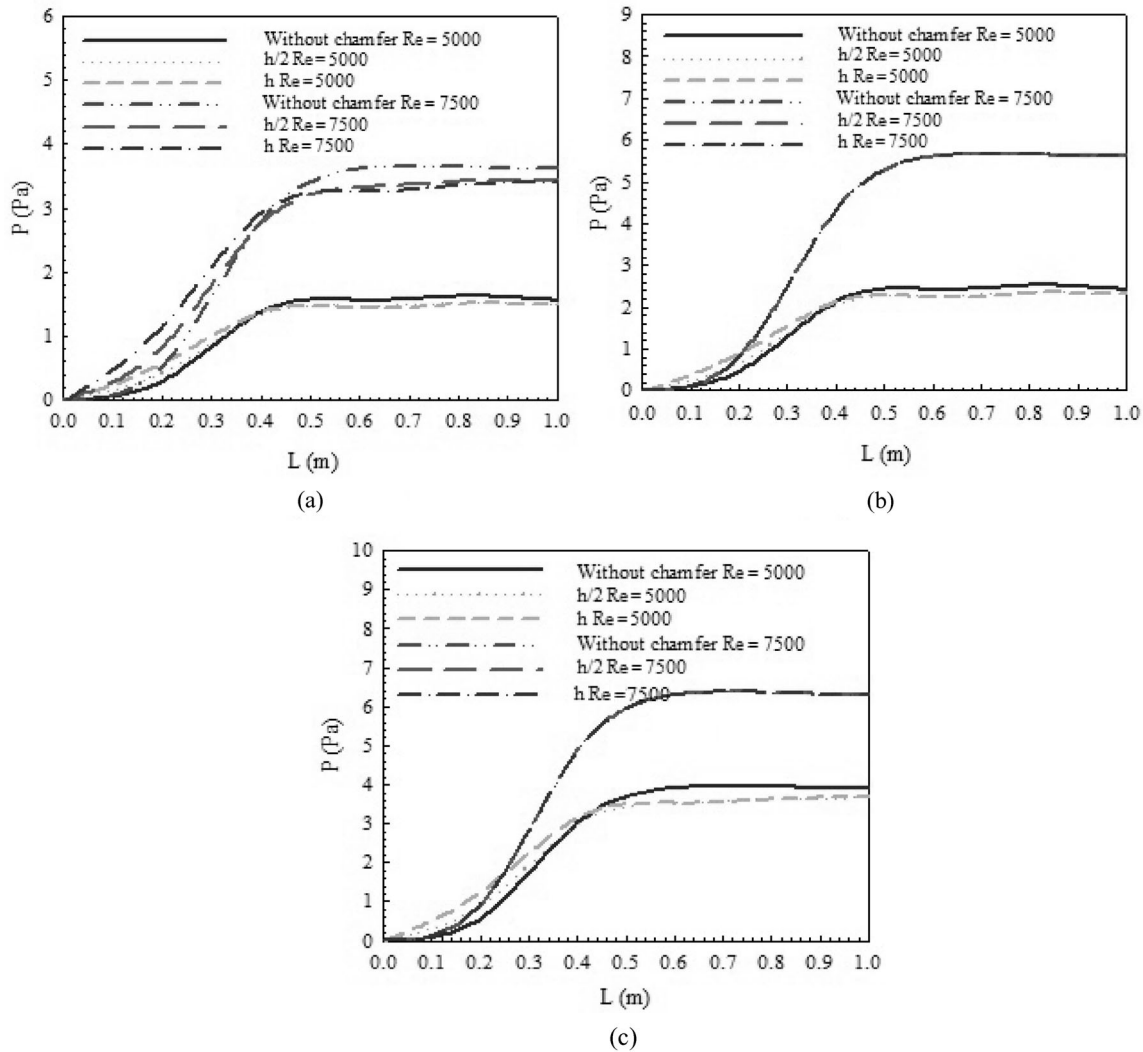 6
5
4
3
2
1
0
P (Pa)
Without chamfer Re = 5000
h/2 Re = 5000
h Re = 5000
Without chamfer Re = 7500
h/2 Re = 7500
h Re = 7500
0.0 0.1 0.2 0.3 0.4 0.5 0.6 0.7 0.8 0.9 1.0
L (m)
(a)
9
8
7
6
5
4
3
2
1
0
P (Pa)
Without chamfer Re = 5000
h/2 Re = 5000
h Re = 5000
Without chamfer Re = 7500
h/2 Re = 7500
h Re = 7500
0.0 0.1 0.2 0.3 0.4 0.5 0.6 0.7 0.8 0.9 1.0
L (m)
(b)
10
9
8
7
6
5
4
3
2
1
0
P (Pa)
Without chamfer Re = 5000
h/2 Re = 5000
h Re = 5000
Without chamfer Re = 7500
h/2 Re = 7500
h Re = 7500
0.0 0.1 0.2 0.3 0.4 0.5 0.6 0.7 0.8 0.9 1.0
L (m)
(c)